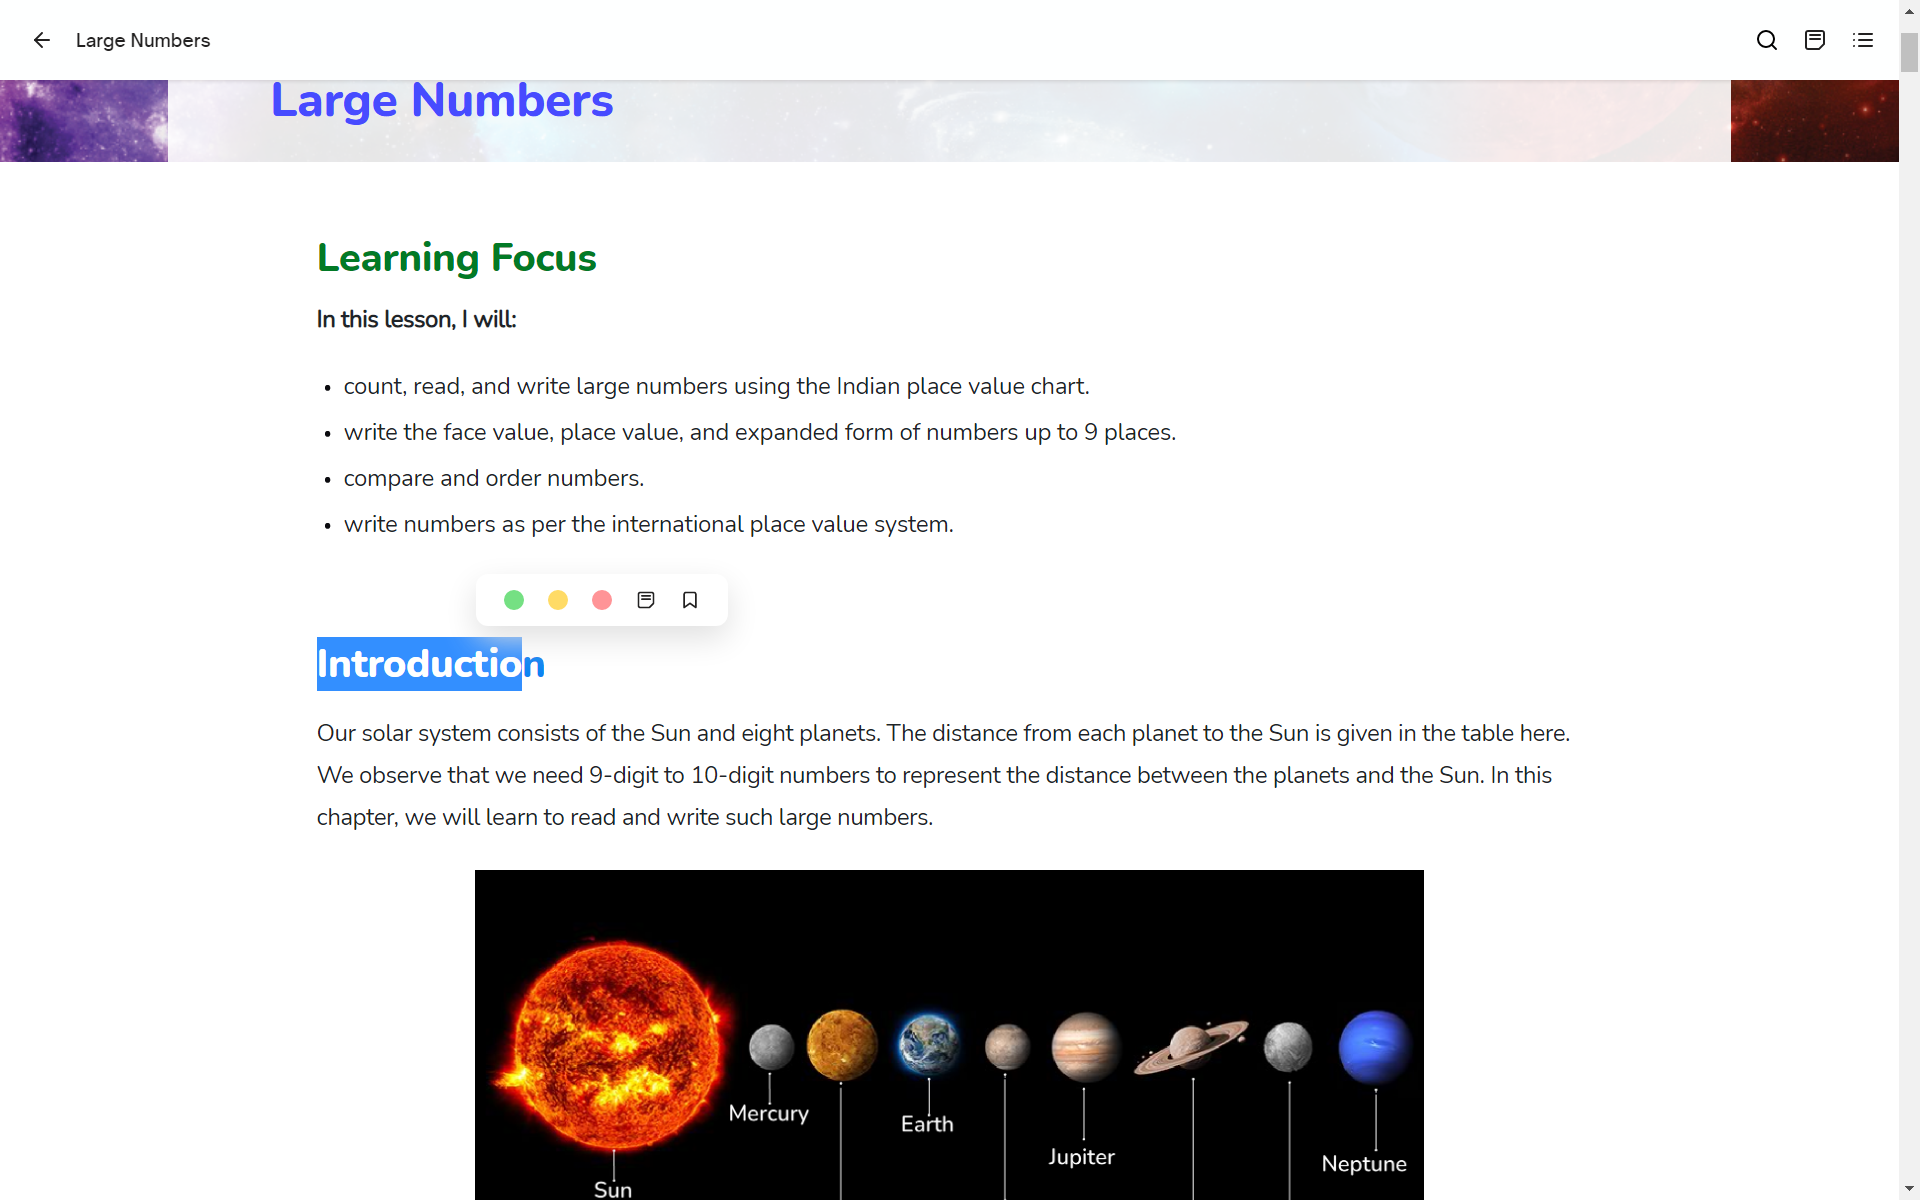 Large Numbers
Large Numbers
Learning Focus
In this lesson, I will:
• count, read, and write large numbers using the Indian place value chart.
• write the face value, place value, and expanded form of numbers up to 9 places.
• compare and order numbers.
• write numbers as per the international place value system.
Introduction
Our solar system consists of the Sun and eight planets. The distance from each planet to the Sun is given in the table here.
We observe that we need 9-digit to 10-digit numbers to represent the distance between the planets and the Sun. In this
chapter, we will learn to read and write such large numbers.
Mercury
Earth
Jupiter
Neptune
Sun